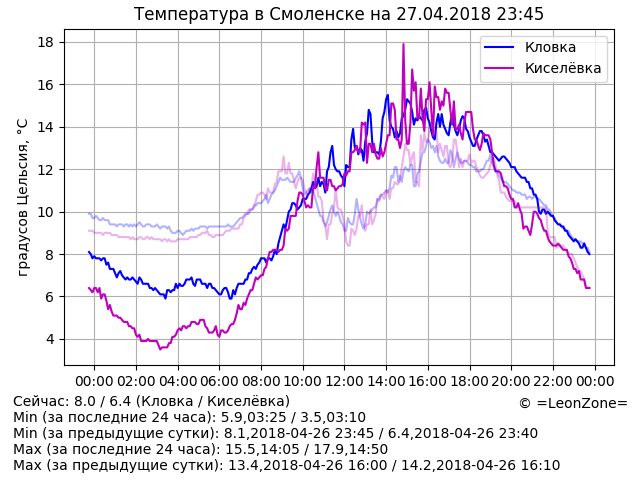 Температура в Смоленске на 27.04.2018 23:45
Кловка
Киселёвка
градусов Цельсия, °C
18
16
14
12
10
8
6
4
00:00 02:00 04:00 06:00 08:00 10:00 12:00 14:00 16:00 18:00 20:00 22:00 00:00
Сейчас: 8.0 / 6.4 (Кловка / Киселёвка)
© =LeonZone=
Min (за последние 24 часа): 5.9,03:25 / 3.5,03:10
Min (за предыдущие сутки): 8.1,2018-04-26 23:45 / 6.4,2018-04-26 23:40
Max (за последние 24 часа): 15.5,14:05 / 17.9,14:50
Max (за предыдущие сутки): 13.4,2018-04-26 16:00 / 14.2,2018-04-26 16:10